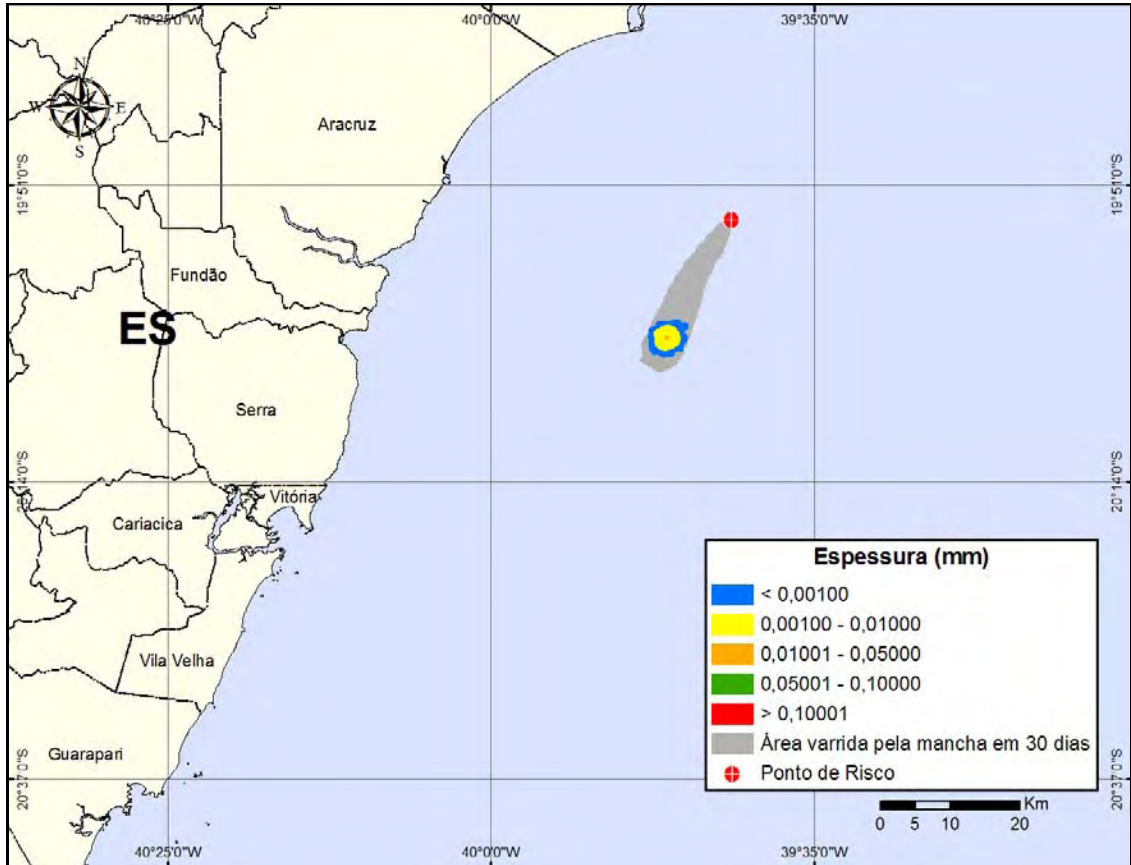 40°25'0"W
40°0'0"W
39°35'0"W
N
W
E
S
Aracruz
19°51'0"S
19°51'0"S
Fundão
ES
Serra
20°14'0"S
20°14'0"S
Vitória
Cariacica
Vila Velha
Guarapari
20°37'0"S
20°37'0"S
Espessura (mm)
< 0,00100
0,00100 - 0,01000
0,01001 - 0,05000
0,05001 - 0,10000
> 0,10001
Área varrida pela mancha em 30 dias
Ponto de Risco
Km
0 5 10 20
40°25'0"W
40°0'0"W
39°35'0"W